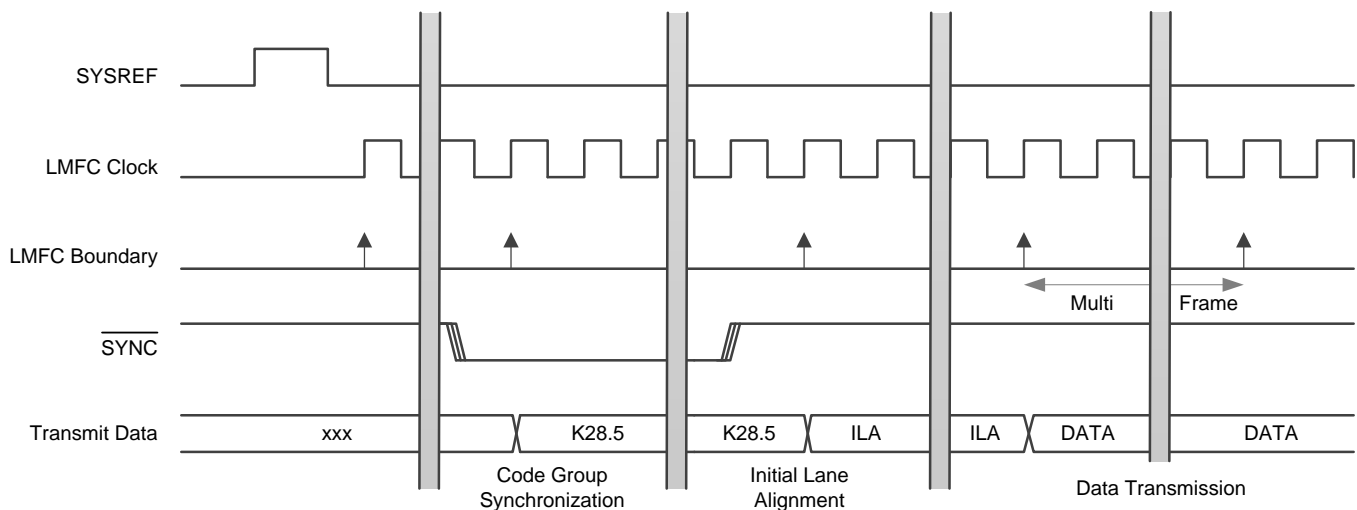 SYSREF
LMFC Clock
LMFC Boundary
Multi Frame
SYNC
Transmit Data
xxx
K28.5
K28.5
ILA
ILA
DATA
DATA
Code Group
Synchronization
Initial Lane
Alignment
Data Transmission